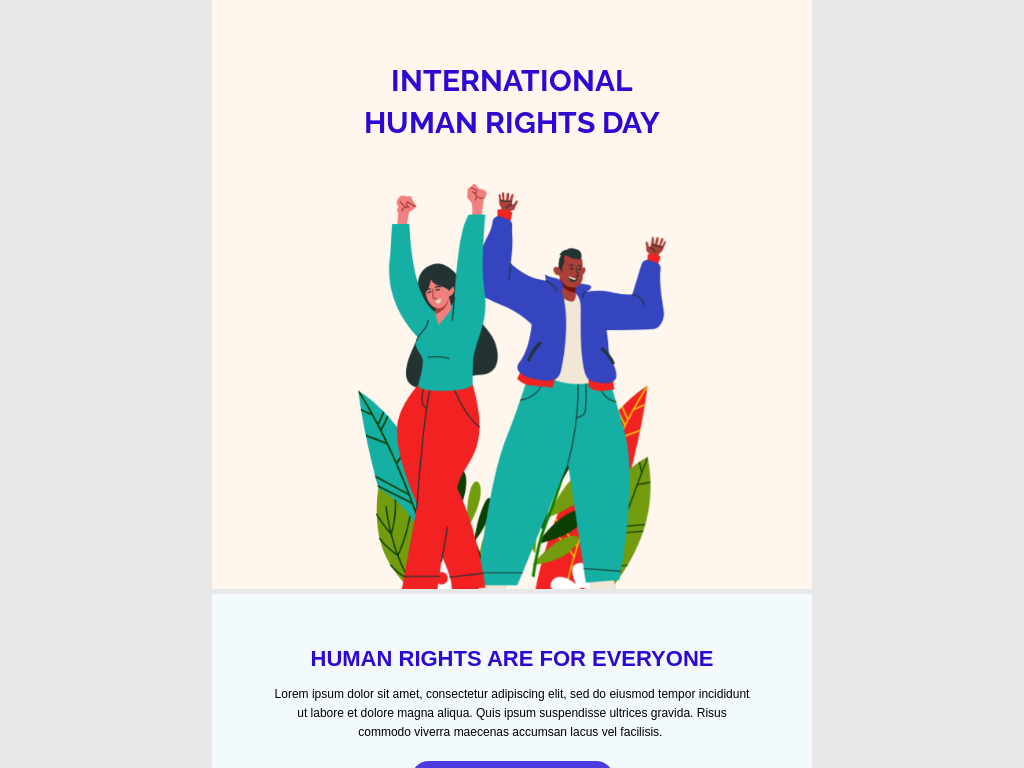 INTERNATIONAL
HUMAN RIGHTS DAY
HUMAN RIGHTS ARE FOR EVERYONE
Lorem ipsum dolor sit amet, consectetur adipiscing elit, sed do eiusmod tempor incididunt
ut labore et dolore magna aliqua. Quis ipsum suspendisse ultrices gravida. Risus
commodo viverra maecenas accumsan lacus vel facilisis.